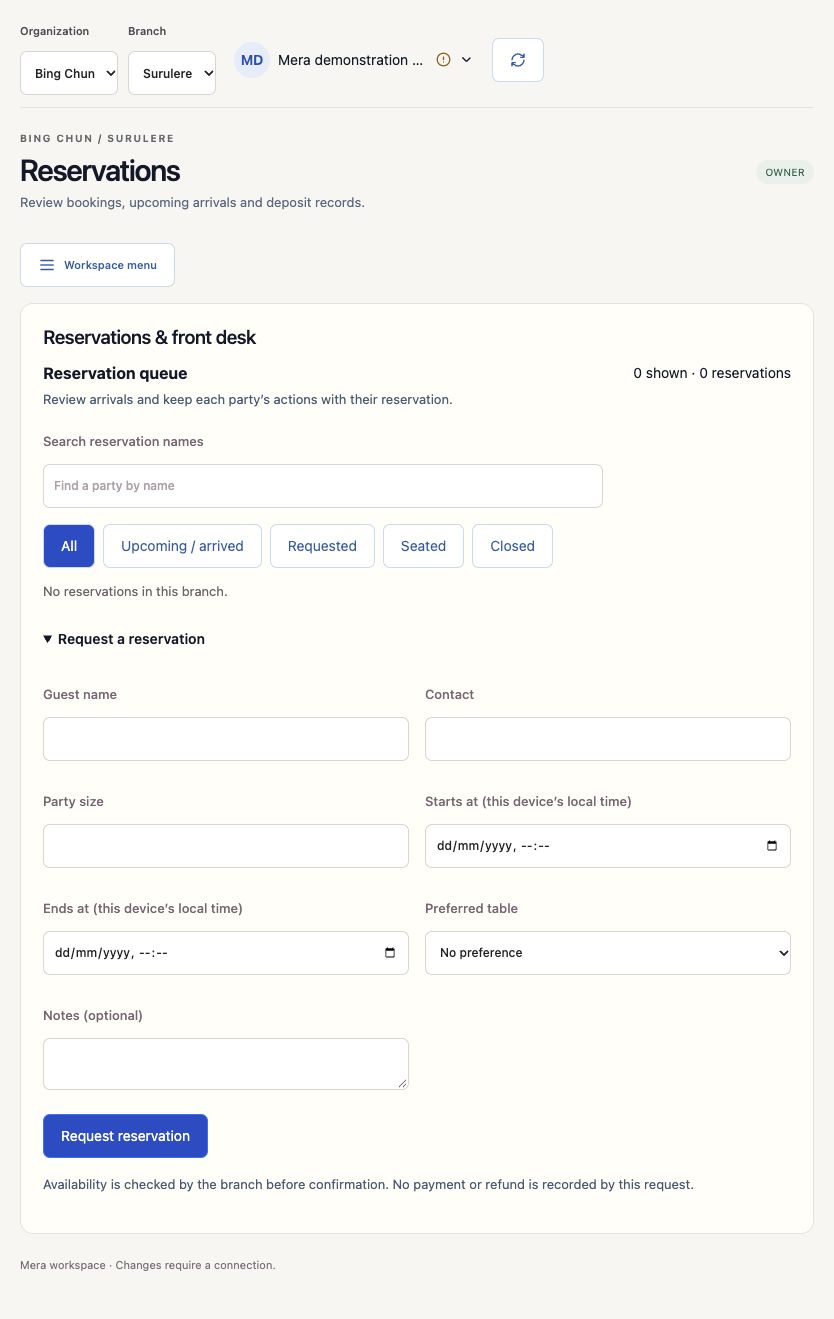 Organization Branch
Bing Chun Surulere MD Mera demonstration ...
BING CHUN / SURULERE
Reservations
OWNER
Review bookings, upcoming arrivals and deposit records.
Workspace menu
Reservations & front desk
Reservation queue 0 shown · 0 reservations
Review arrivals and keep each party’s actions with their reservation.
Search reservation names
Find a party by name
All Upcoming / arrived Requested Seated Closed
No reservations in this branch.
▼ Request a reservation
Guest name Contact
Party size Starts at (this device’s local time)
dd/mm/yyyy, --:--
Ends at (this device’s local time) Preferred table
dd/mm/yyyy, --:-- No preference
Notes (optional)
Request reservation
Availability is checked by the branch before confirmation. No payment or refund is recorded by this request.
Mera workspace · Changes require a connection.